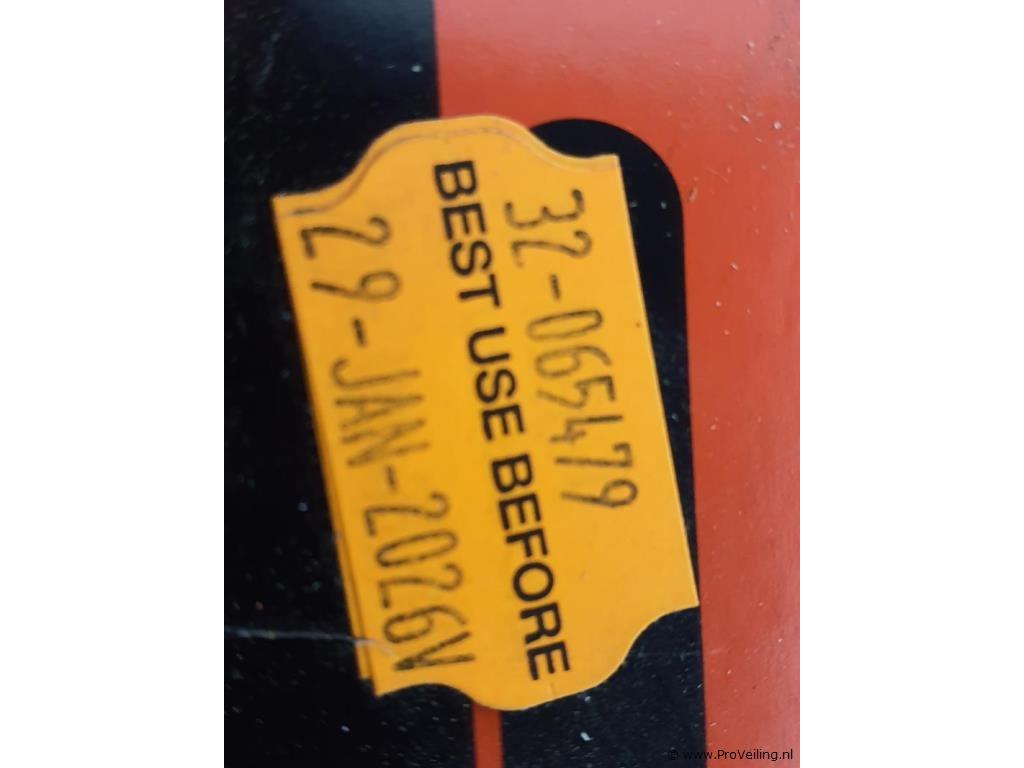 32-065479
BEST USE BEFORE
29-JAN-2026V
© www.ProVeiling.nl